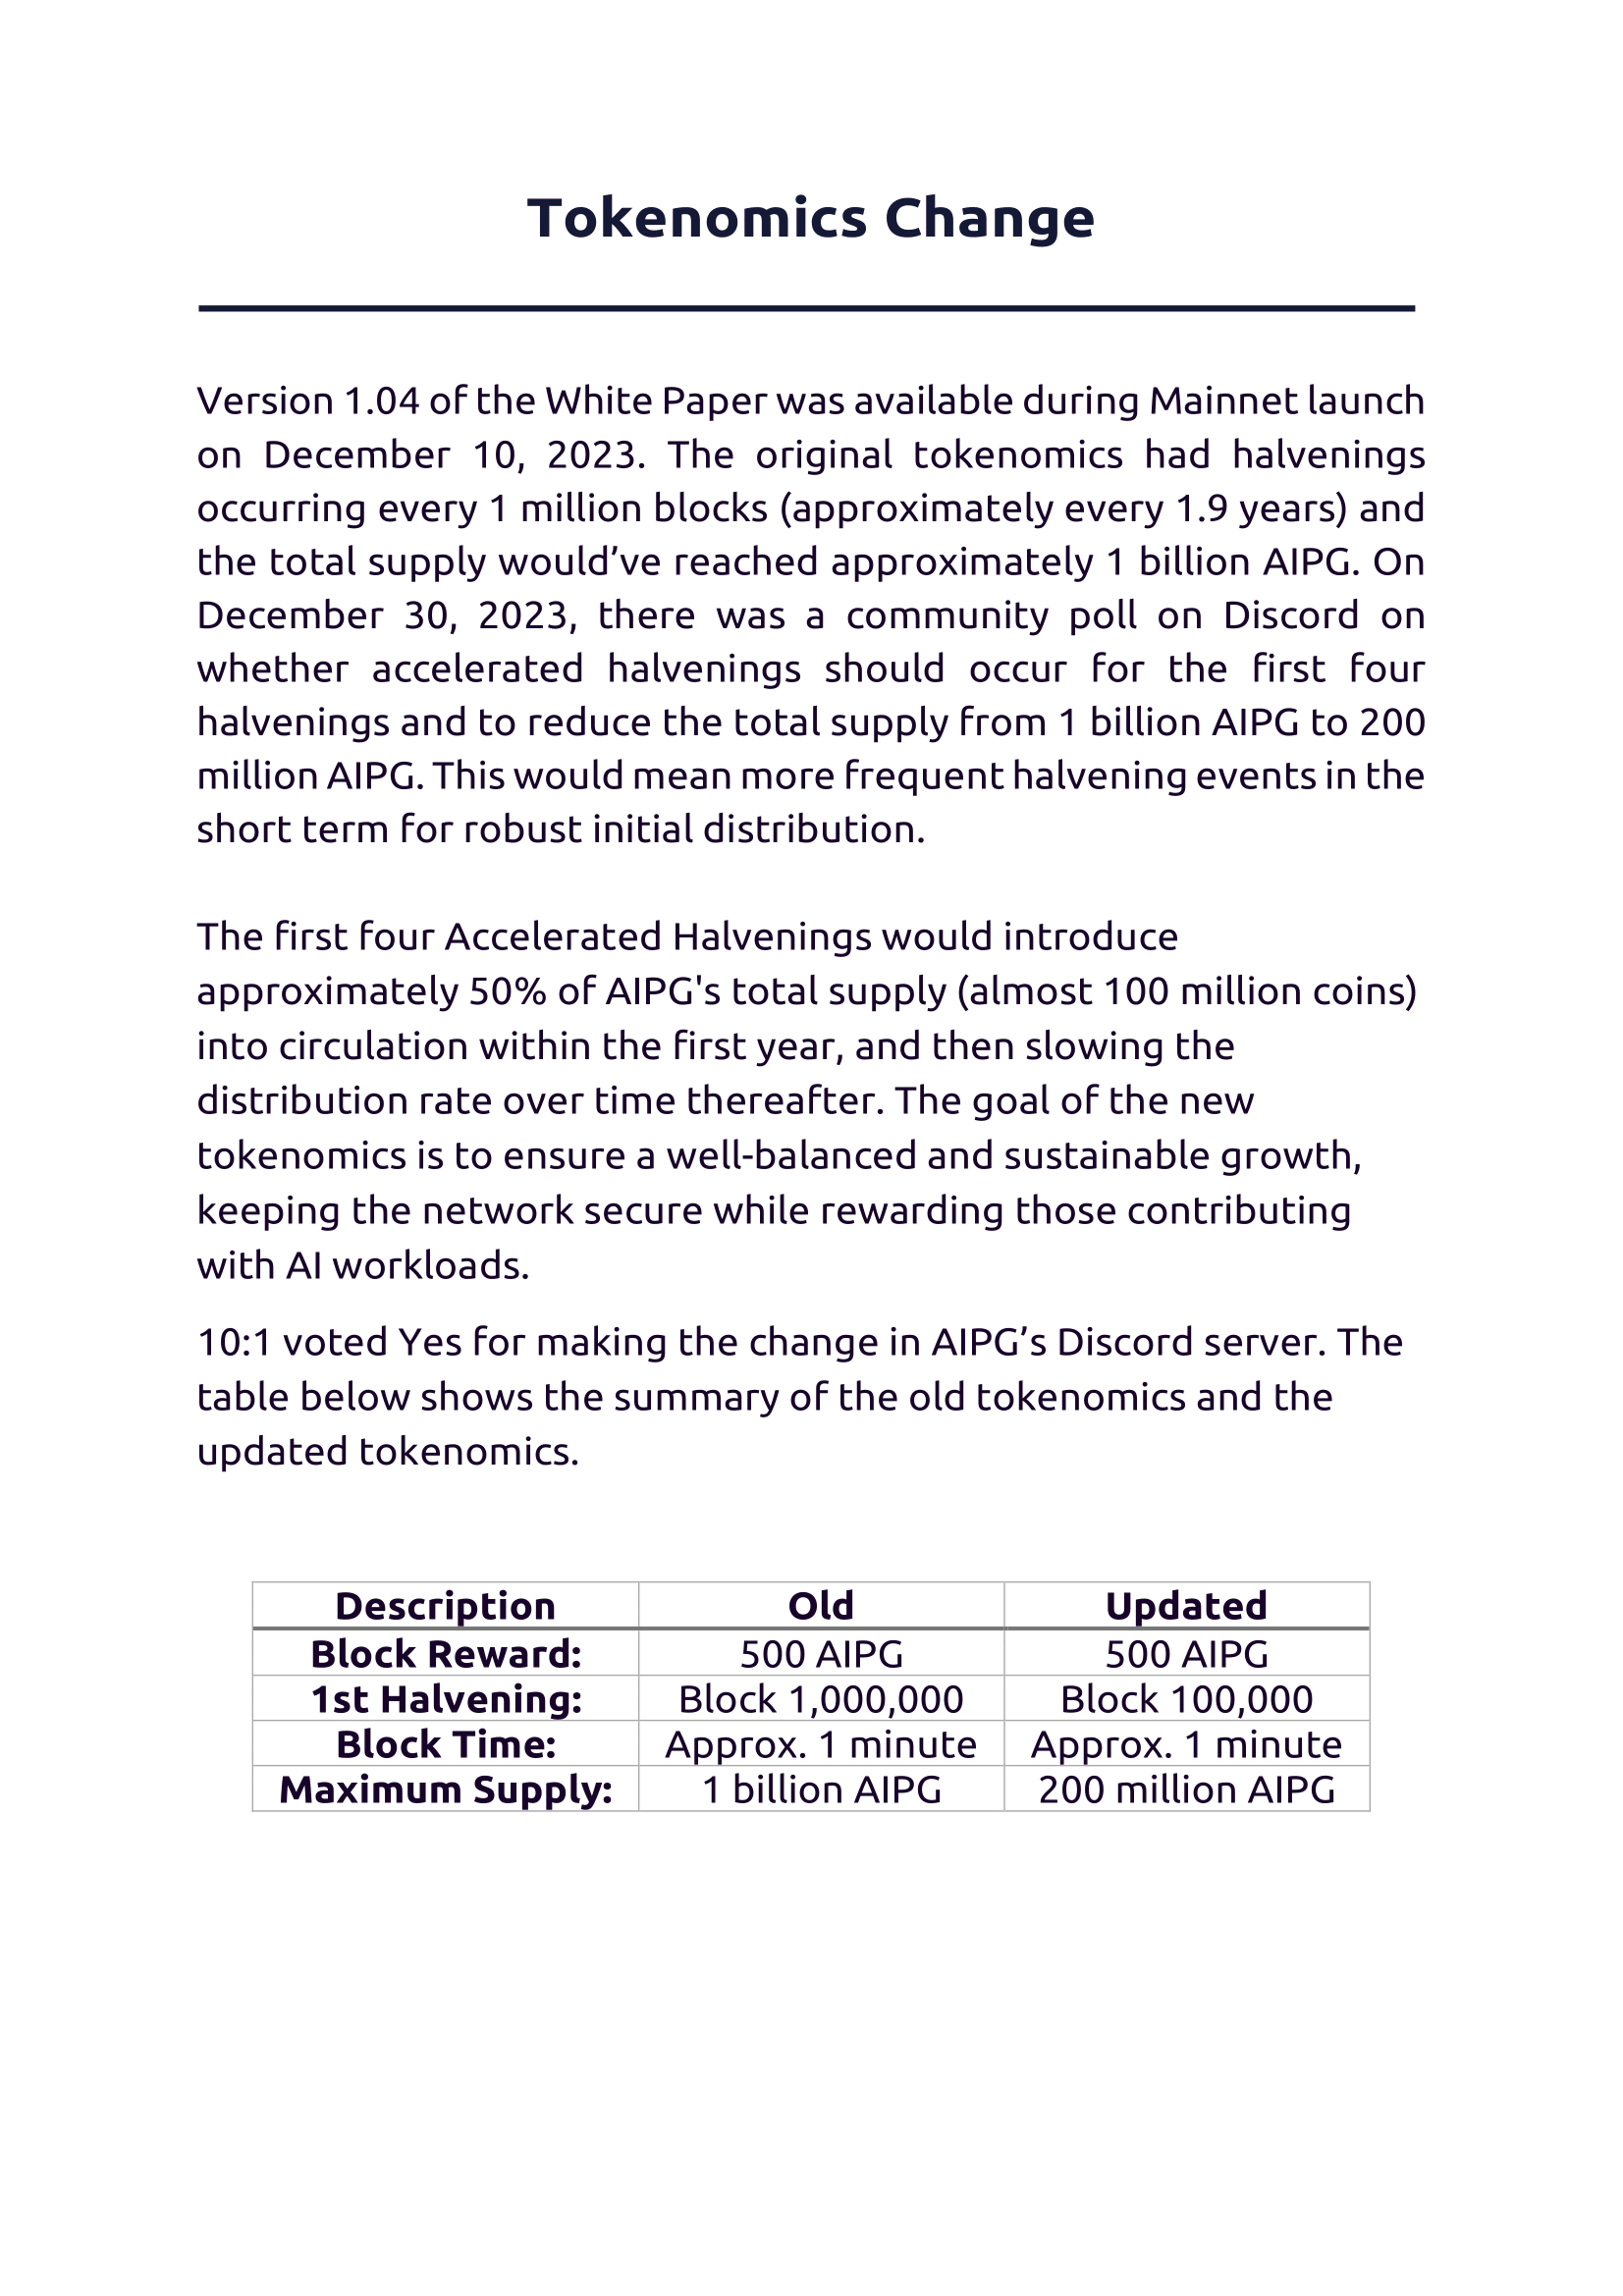 Tokenomics Change
Version 1.04 of the White Paper was available during Mainnet launch
on December 10, 2023. The original tokenomics had halvenings
occurring every 1 million blocks (approximately every 1.9 years) and
the total supply would’ve reached approximately 1 billion AIPG. On
December 30, 2023, there was a community poll on Discord on
whether accelerated halvenings should occur for the first four
halvenings and to reduce the total supply from 1 billion AIPG to 200
million AIPG. This would mean more frequent halvening events in the
short term for robust initial distribution.
The first four Accelerated Halvenings would introduce
approximately 50% of AIPG's total supply (almost 100 million coins)
into circulation within the first year, and then slowing the
distribution rate over time thereafter. The goal of the new
tokenomics is to ensure a well-balanced and sustainable growth,
keeping the network secure while rewarding those contributing
with AI workloads.
10:1 voted Yes for making the change in AIPG’s Discord server. The
table below shows the summary of the old tokenomics and the
updated tokenomics.
Description Old Updated
Block Reward: 500 AIPG 500 AIPG
1st Halvening: Block 1,000,000 Block 100,000
Block Time: Approx. 1 minute Approx. 1 minute
Maximum Supply: 1 billion AIPG 200 million AIPG